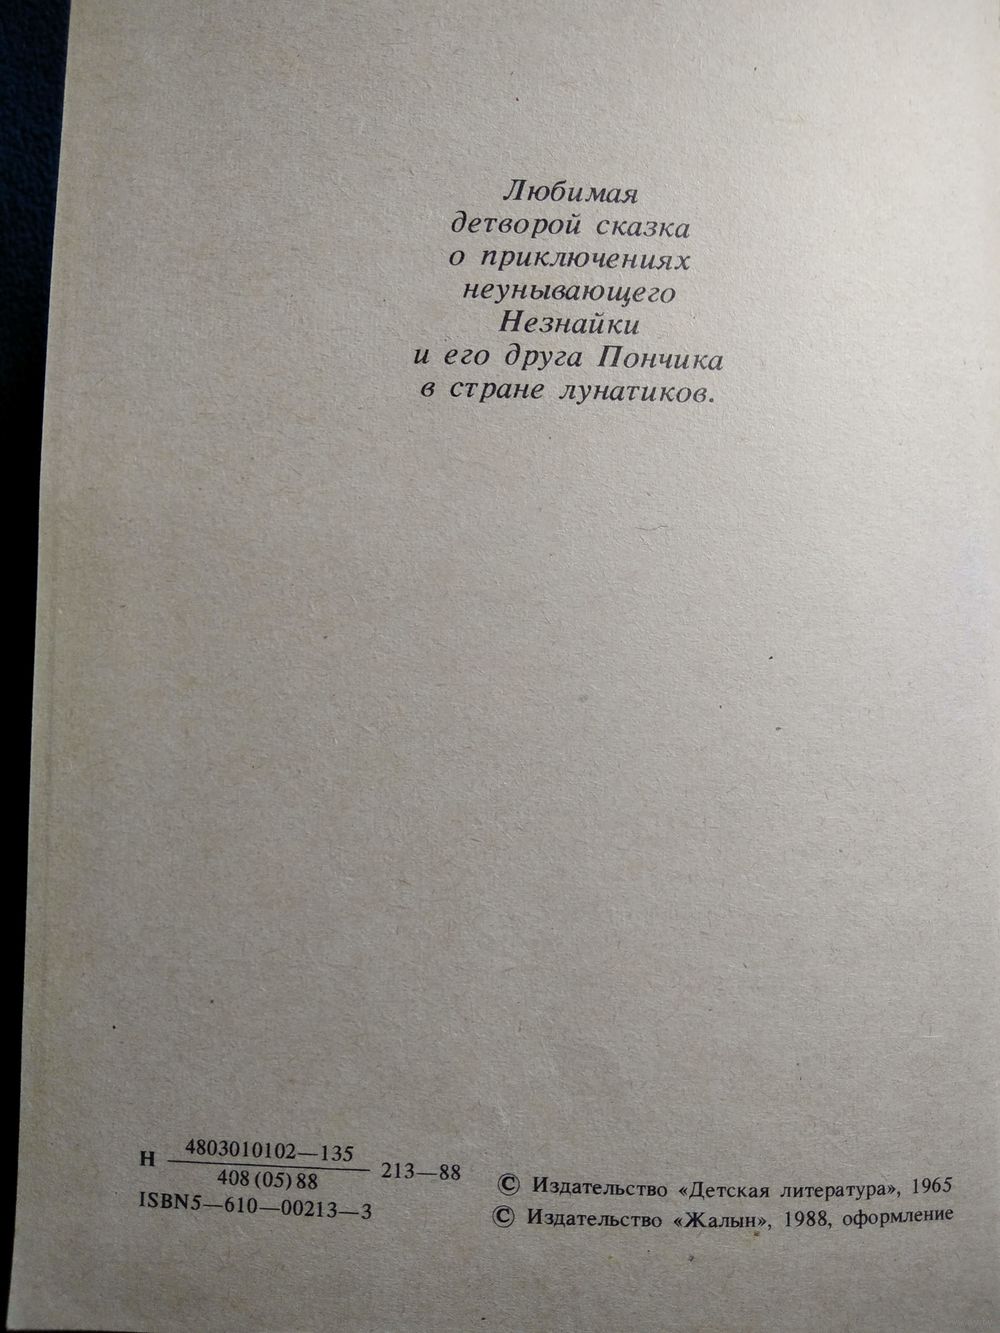 Любимая
детворой сказка
о приключениях
неунывающего
Незнайки
и его друга Пончика
в стране лунатиков.
Н 4803010102—135
408(05)88
213—88
ISBN5—610—00213—3
© Издательство «Детская литература», 1965
© Издательство «Жалын», 1988, оформление